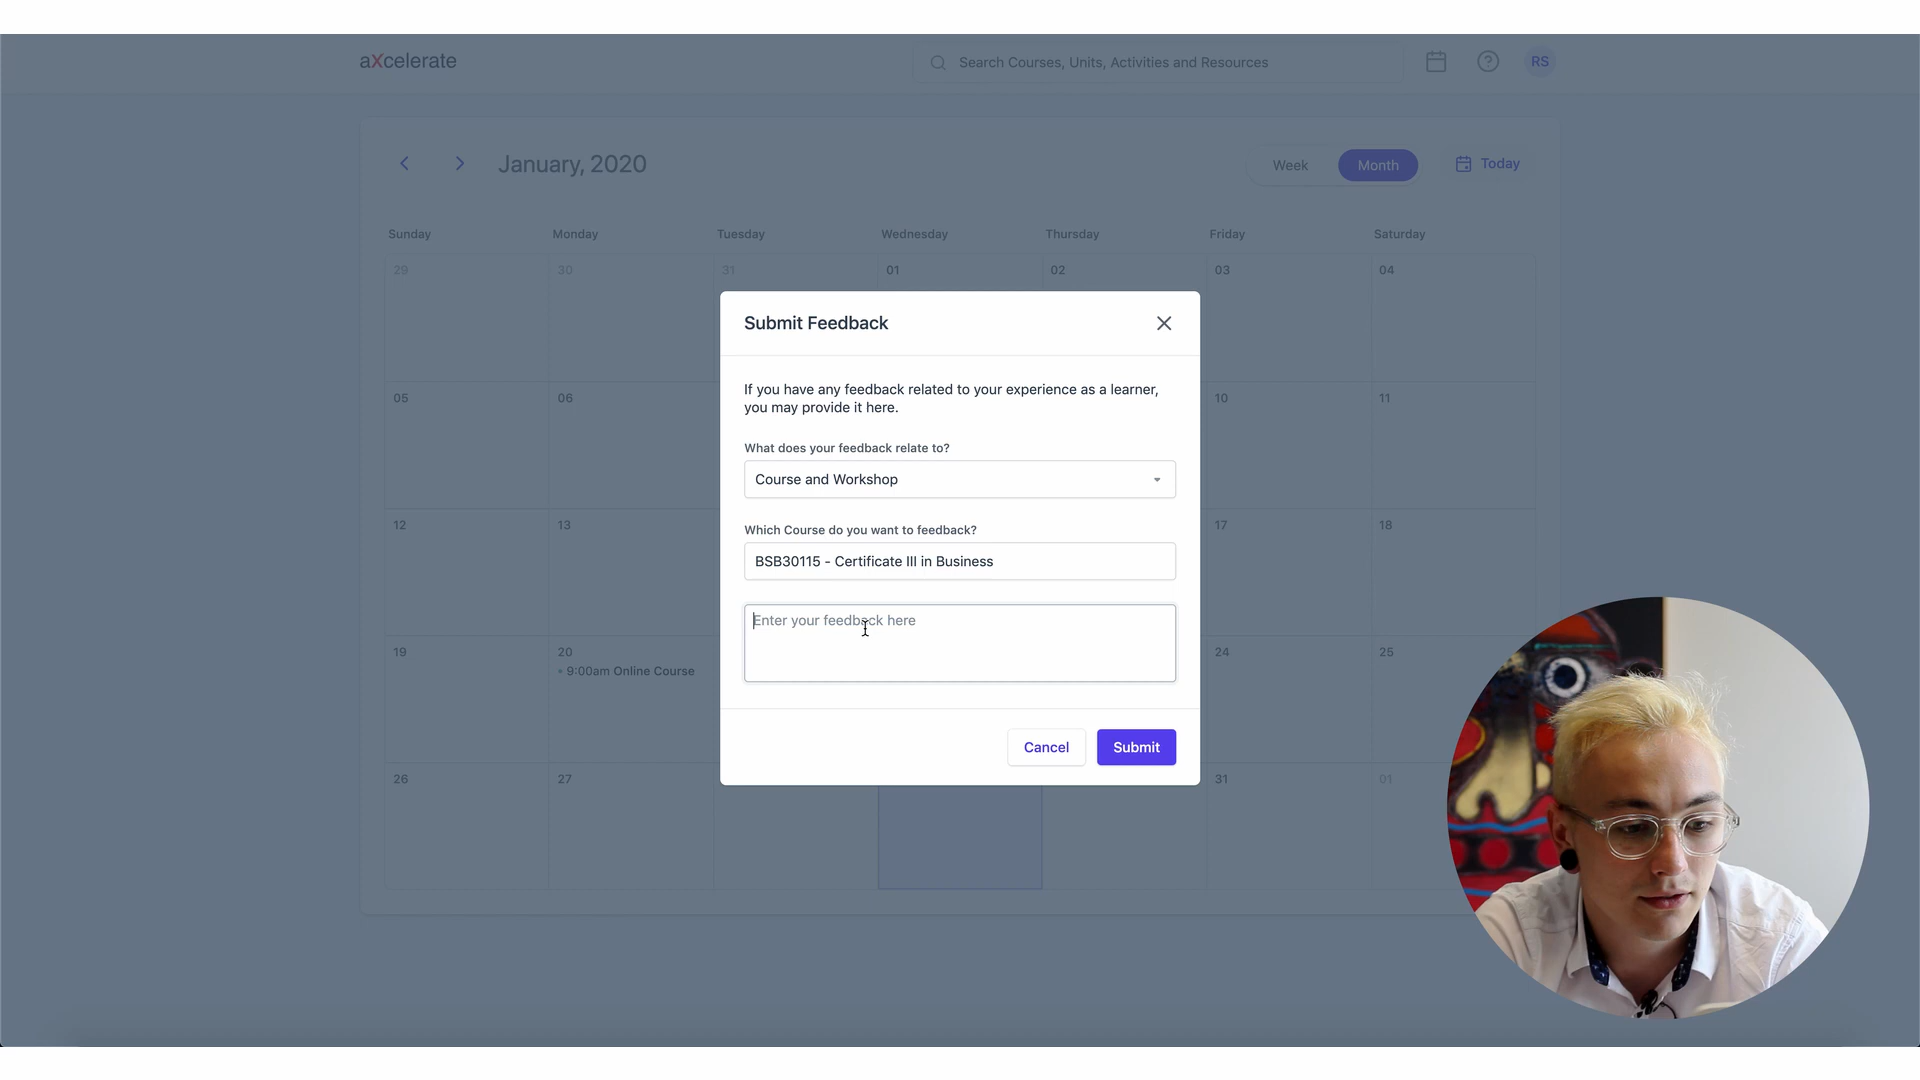 aXcelerate
Search Courses, Units, Activities and Resources
RS
January, 2020
Week
Month
Today
Sunday Monday Tuesday Wednesday Thursday Friday Saturday
29 30 31 01 02 03 04
Submit Feedback
If you have any feedback related to your experience as a learner,
you may provide it here.
What does your feedback relate to?
Course and Workshop
Which Course do you want to feedback?
BSB30115 - Certificate III in Business
Enter your feedback here
Cancel
Submit
05 06 10 11
12 13 17 18
19 20 24 25
9:00am Online Course
26 27 31 01